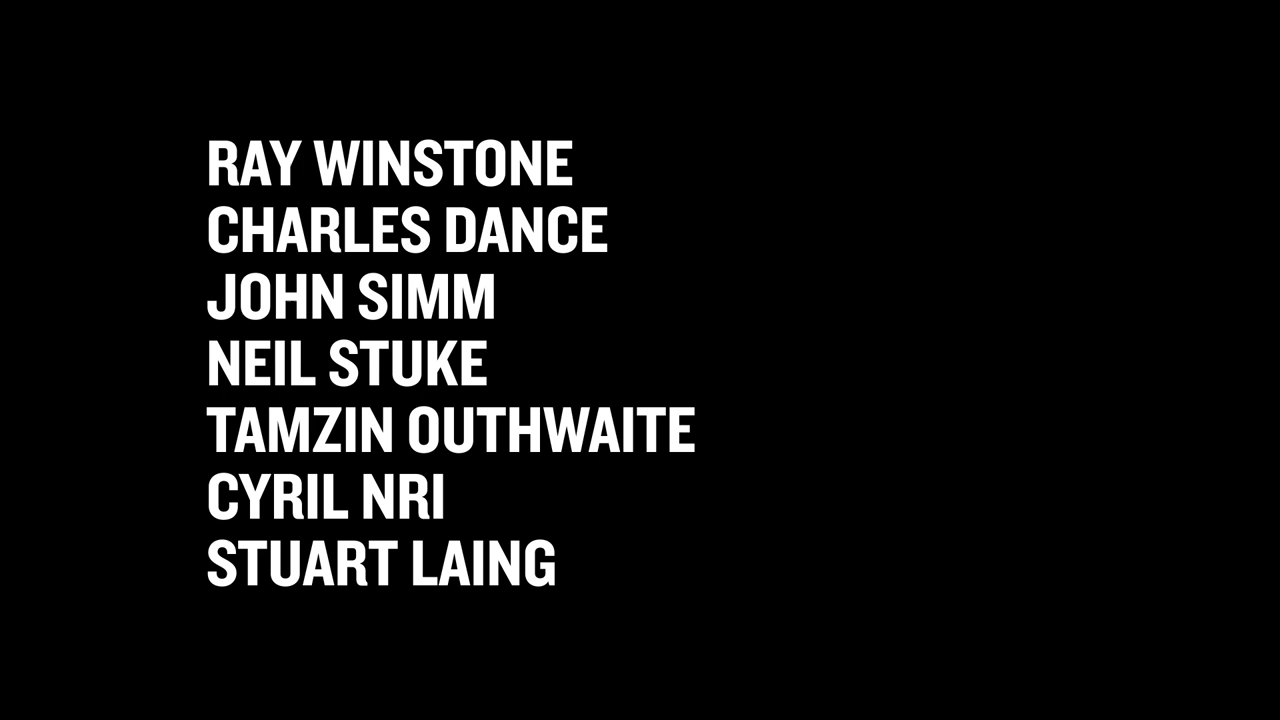 RAY WINSTONE
CHARLES DANCE
JOHN SIMM
NEIL STUKE
TAMZIN OUTHWAITE
CYRIL NRI
STUART LAING